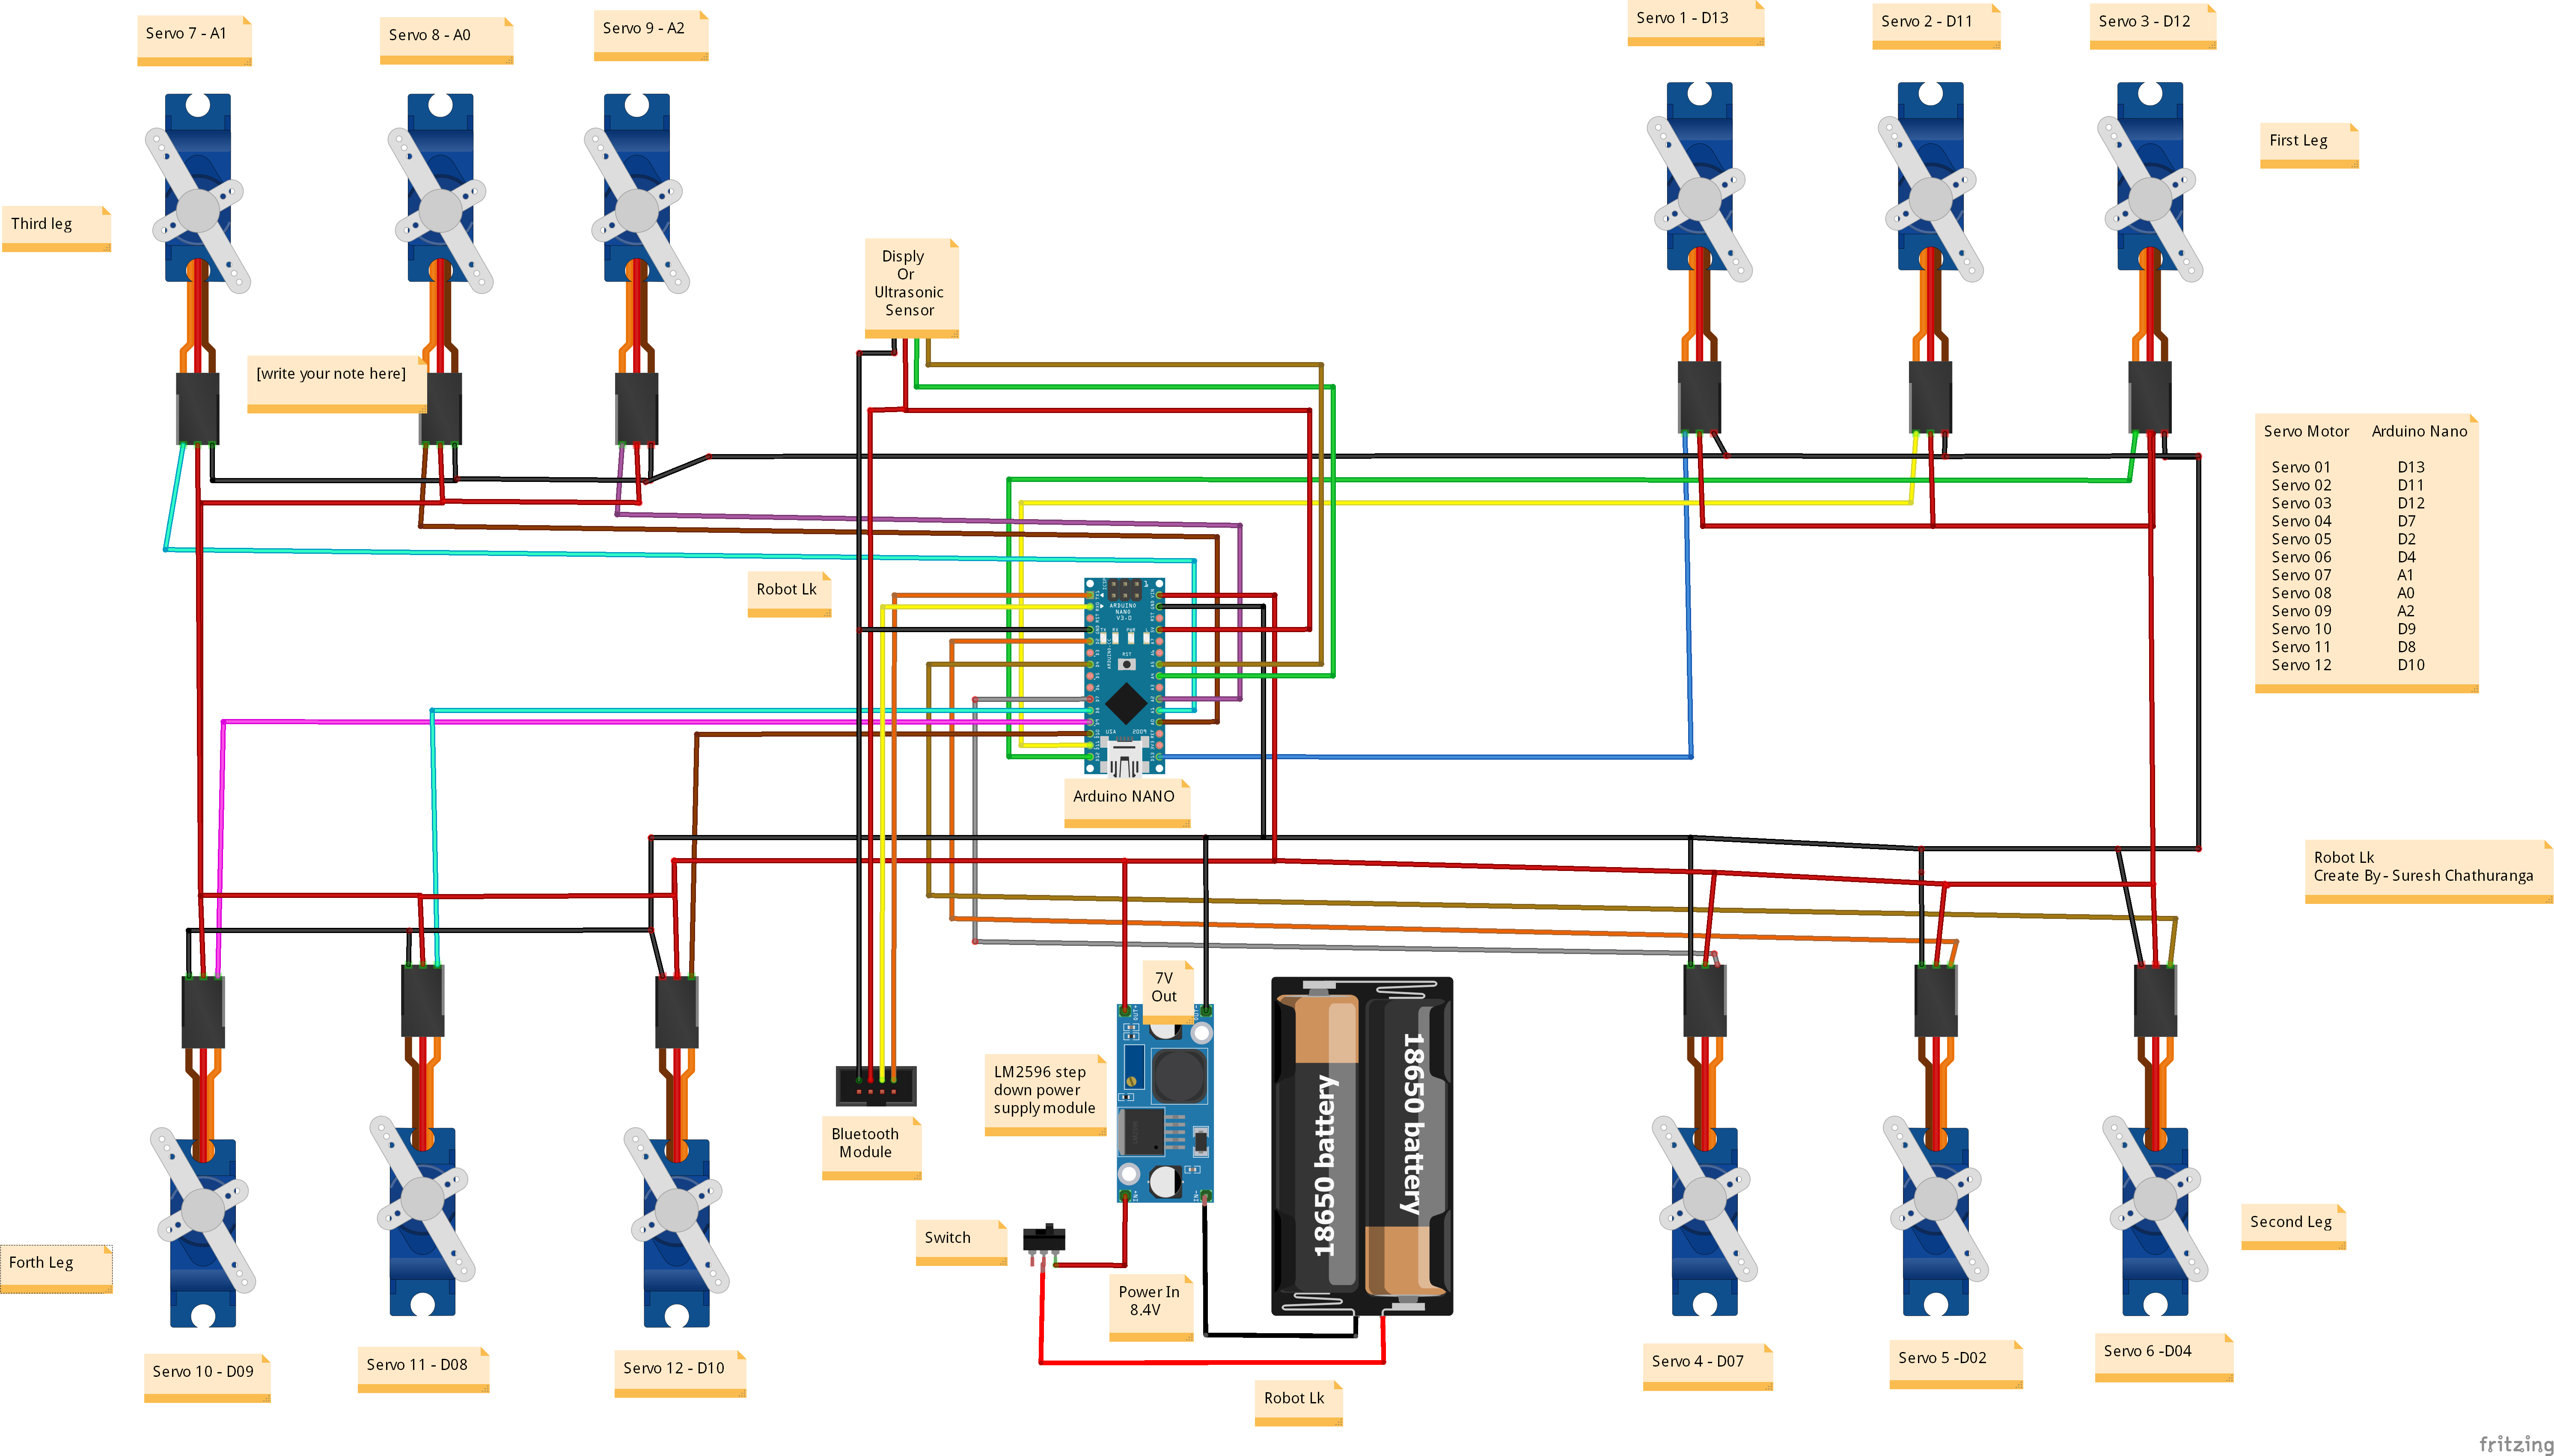 Servo 7 - A1
Servo 8 - A0
Servo 9 - A2
Servo 1 - D13
Servo 2 - D11
Servo 3 - D12
First Leg
Third leg
Disply
Or
Ultrasonic
Sensor
[write your note here]
Servo Motor Arduino Nano
Servo 01 D13
Servo 02 D11
Servo 03 D12
Servo 04 D7
Servo 05 D2
Servo 06 D4
Servo 07 A1
Servo 08 A0
Servo 09 A2
Servo 10 D9
Servo 11 D8
Servo 12 D10
Robot Lk
ARDUINO
NANO
V3.0
TX RX PWR L
RST
USA 2009
Arduino NANO
Robot Lk
Create By - Suresh Chathuranga
7V
Out
LM2596 step
down power
supply module
18650 battery
18650 battery
Bluetooth
Module
Switch
Power In
8.4V
Second Leg
Forth Leg
Servo 10 - D09
Servo 11 - D08
Servo 12 - D10
Servo 4 - D07
Servo 5 -D02
Servo 6 -D04
Robot Lk
fritzing